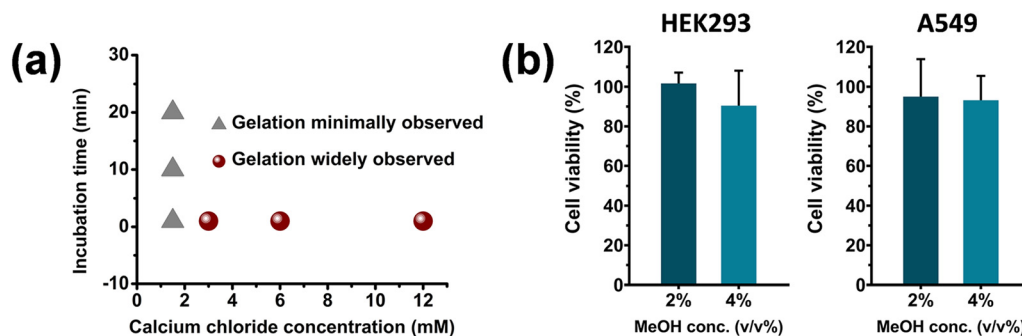 (a)
Incubation time (min)
30
20
10
0
-10
Gelation minimally observed
Gelation widely observed
0 2 4 6 8 10 12
Calcium chloride concentration (mM)
(b)
HEK293
Cell viability (%)
120
100
80
60
40
20
0
2% 4%
MeOH conc. (v/v%)
A549
Cell viability (%)
120
100
80
60
40
20
0
2% 4%
MeOH conc. (v/v%)